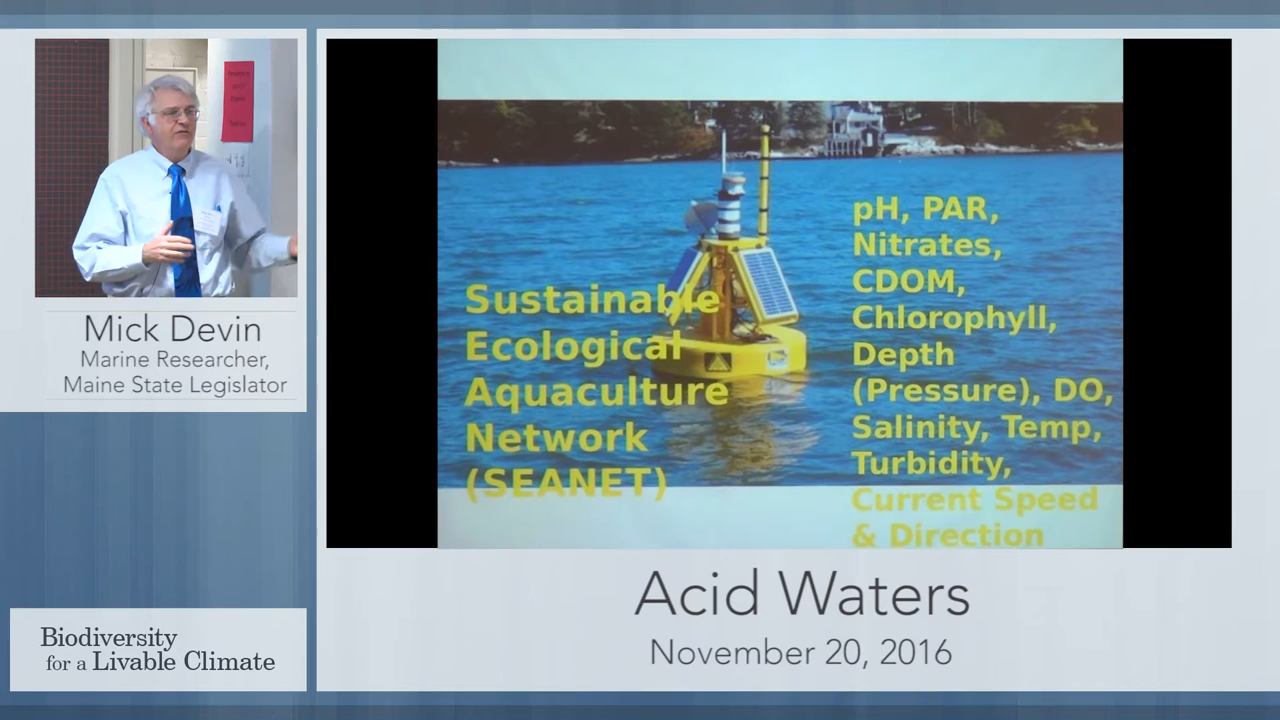 Mick Devin
Marine Researcher,
Maine State Legislator
Sustainable
Ecological
Aquaculture
Network
(SEANET)
pH, PAR,
Nitrates,
CDOM,
Chlorophyll,
Depth
(Pressure), DO,
Salinity, Temp,
Turbidity,
Current Speed
& Direction
Acid Waters
November 20, 2016
Biodiversity
for a Livable Climate